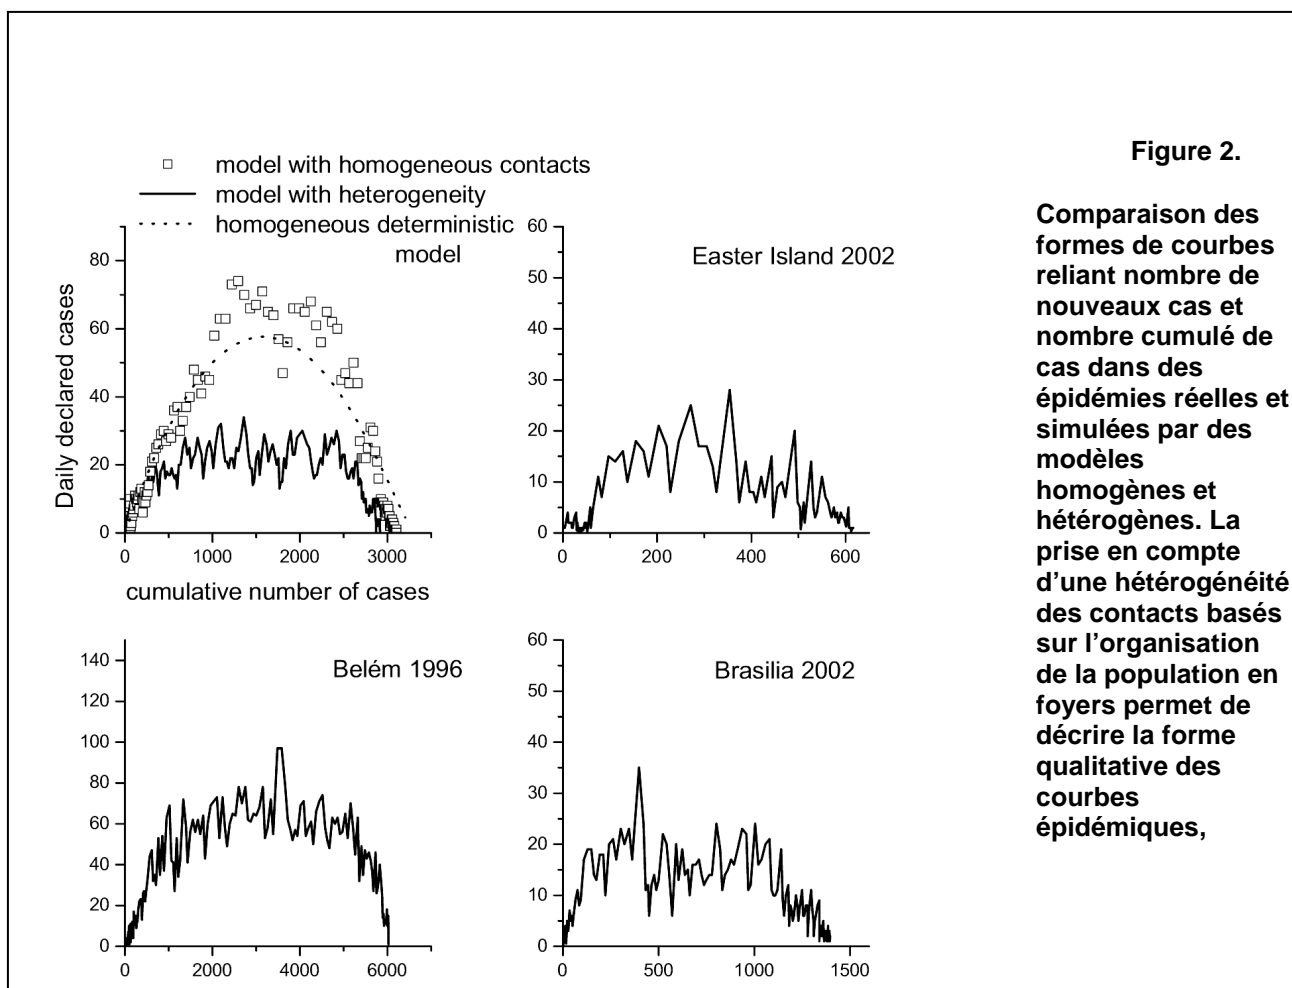 model with homogeneous contacts
model with heterogeneity
homogeneous deterministic
model
Daily declared cases
80
60
40
20
0
0
1000
2000
3000
cumulative number of cases
Easter Island 2002
60
50
40
30
20
10
0
0
200
400
600
Belém 1996
140
120
100
80
60
40
20
0
0
2000
4000
6000
Brasilia 2002
60
50
40
30
20
10
0
0
500
1000
1500
Figure 2.
Comparaison des
formes de courbes
reliant nombre de
nouveaux cas et
nombre cumulé de
cas dans des
épidémies réelles et
simulées par des
modèles
homogènes et
hétérogènes. La
prise en compte
d’une hétérogénéité
des contacts basés
sur l’organisation
de la population en
foyers permet de
décrire la forme
qualitative des
courbes
épidémiques,